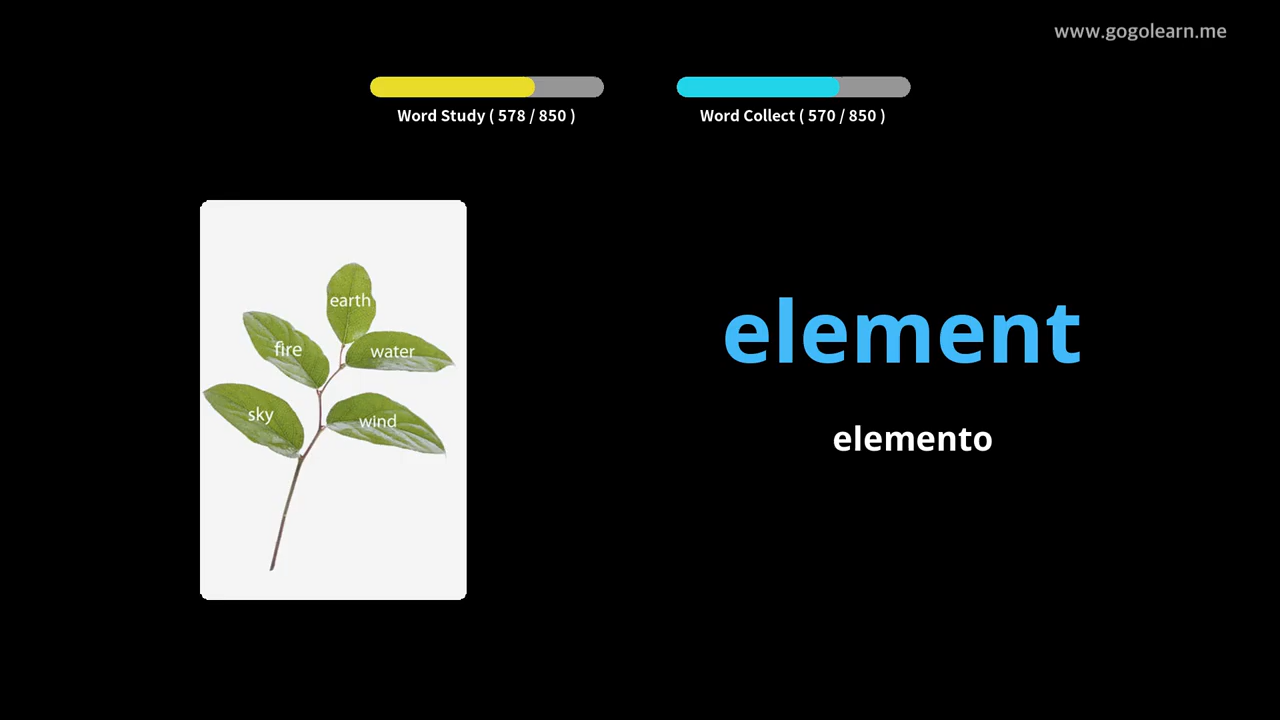 www.gogolearn.me
Word Study ( 578 / 850 )
Word Collect ( 570 / 850 )
earth
fire
water
sky
wind
element
elemento